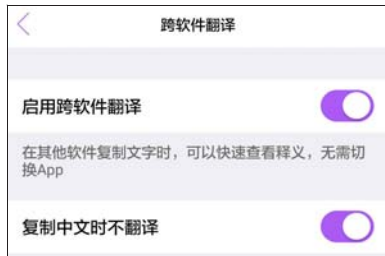 跨软件翻译
启用跨软件翻译
在其他软件复制文字时，可以快速查看释义，无需切
换App
复制中文时不翻译